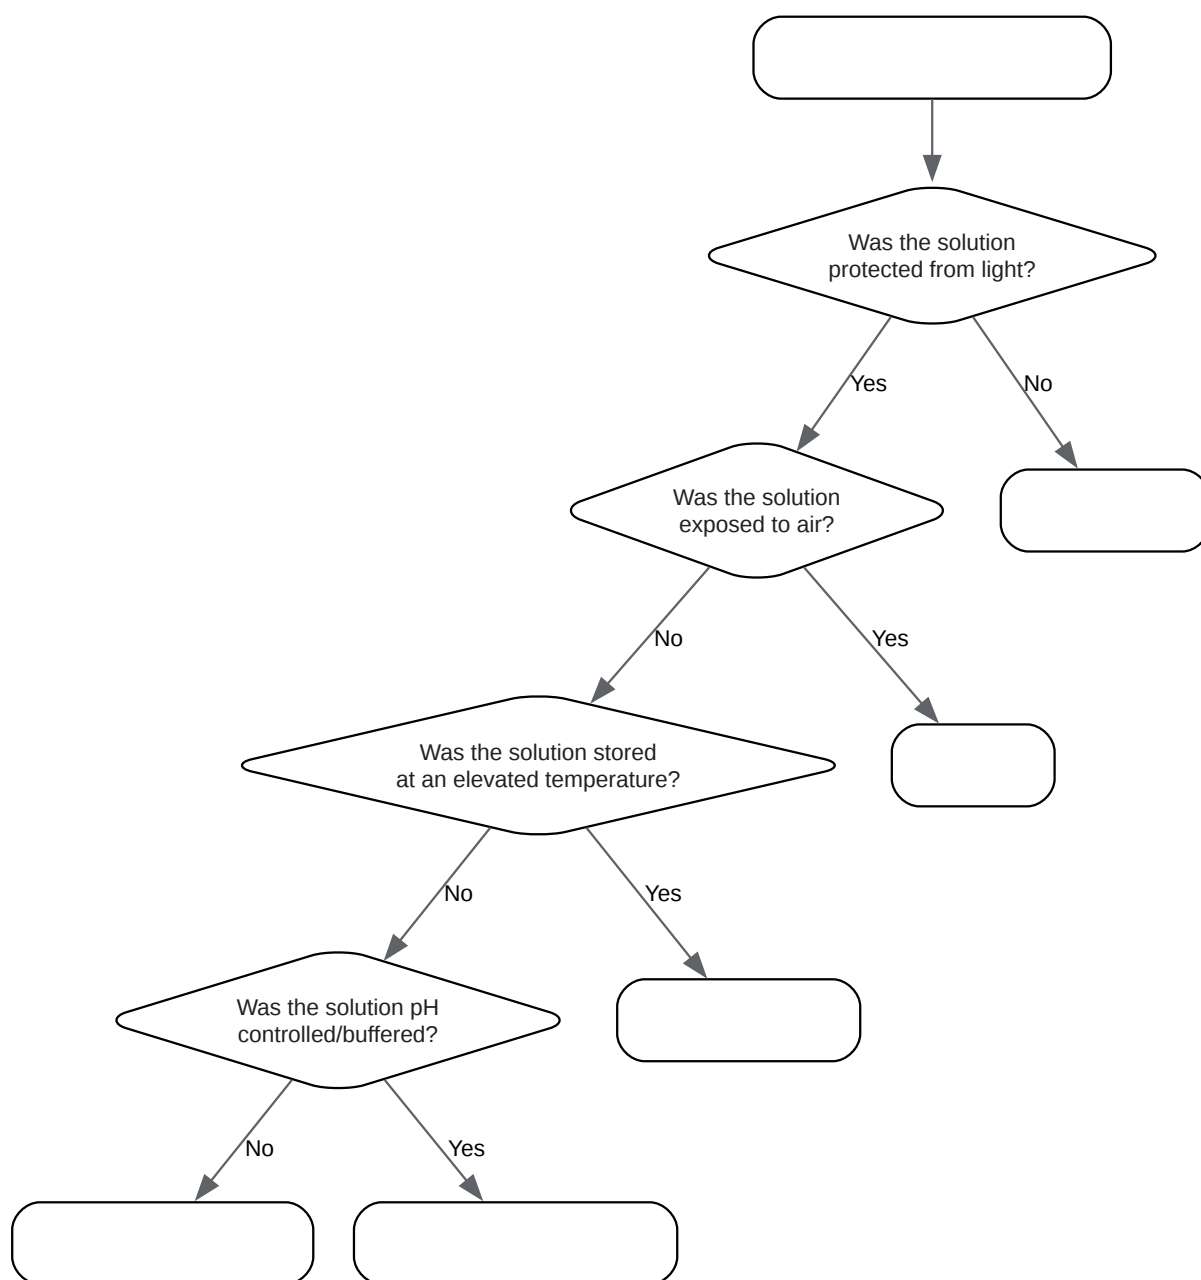 Was the solution
protected from light?
Yes
No
Was the solution
exposed to air?
No
Yes
Was the solution stored
at an elevated temperature?
No
Yes
Was the solution pH
controlled/buffered?
No
Yes